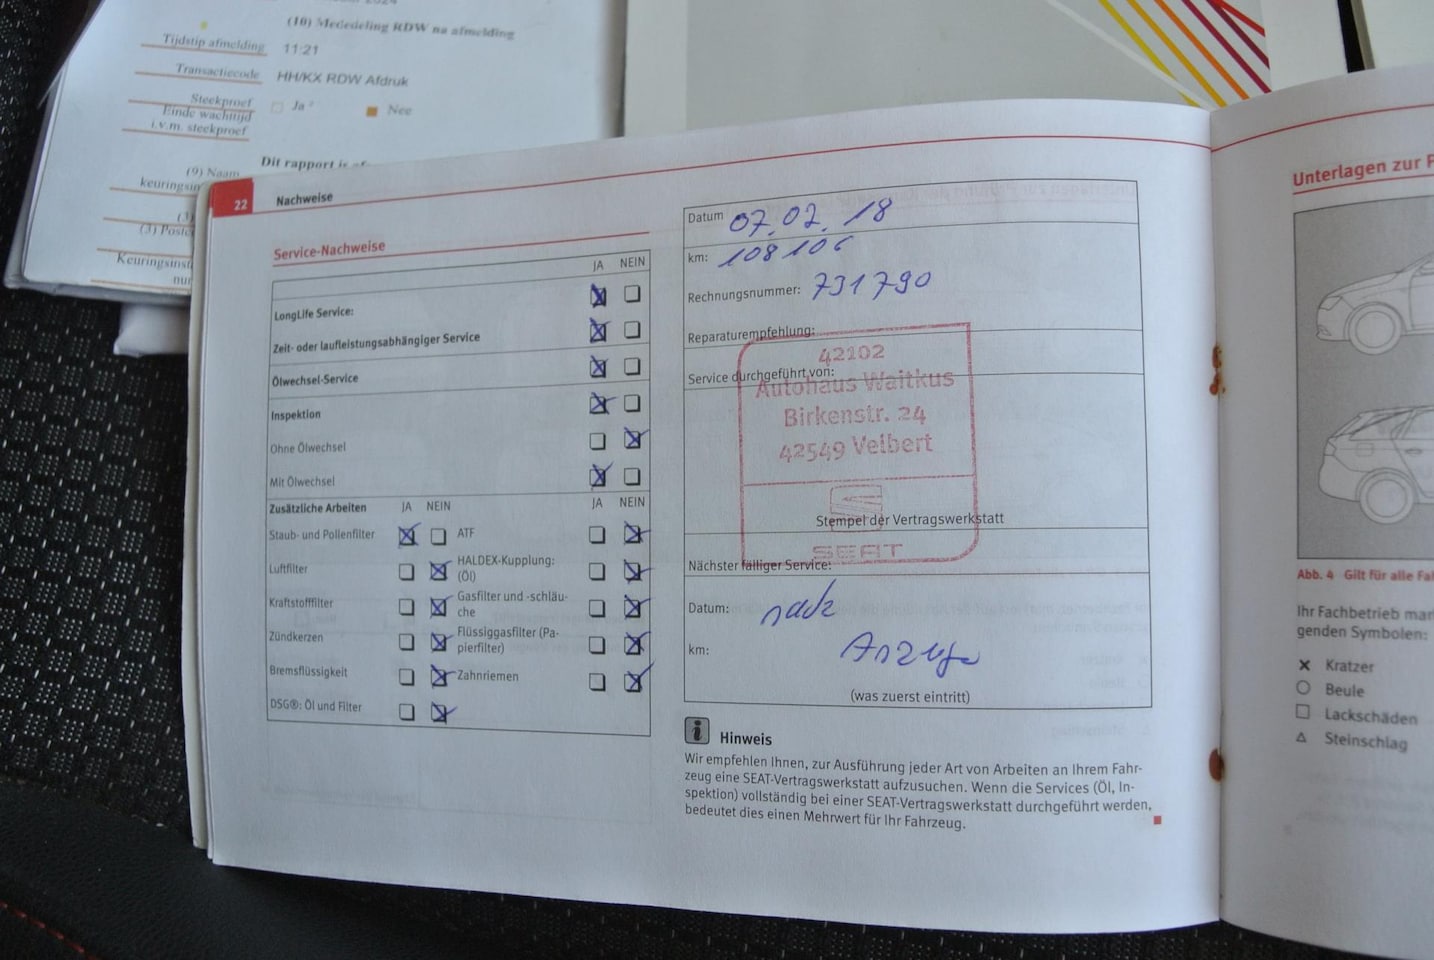 (10) Mededeling RDW na afmelding
Tijdstip afmelding 11:21
Transactiecode HH/KX RDW Afdruk
Steekproef Ja ² Nee
Einde wachttijd
i.v.m. steekproef
Dit rapport is
(9) Naam
22 Nachweise
Service-Nachweise
JA NEIN
LongLife Service:
Zeit- oder laufleistungsabhängiger Service
Ölwechsel-Service
Inspektion
Ohne Ölwechsel
Mit Ölwechsel
Zusätzliche Arbeiten JA NEIN JA NEIN
Staub- und Pollenfilter ATF
Luftfilter HALDEX-Kupplung:
(Öl)
Kraftstofffilter Gasfilter und -schläu-
che
Zündkerzen Flüssiggasfilter (Pa-
pierfilter)
Bremsflüssigkeit Zahnriemen
DSG®: Öl und Filter
Datum 07.02.18
km: 108106
Rechnungsnummer: 731790
Reparaturempfehlung:
42102
Service durchgeführt von:
Autohaus Waitkus
Birkenstr. 24
42549 Velbert
Stempel der Vertragswerkstatt
SEAT
Nächster fälliger Service:
Datum: nach
km: Anzeige
(was zuerst eintritt)
i Hinweis
Wir empfehlen Ihnen, zur Ausführung jeder Art von Arbeiten an Ihrem Fahr-
zeug eine SEAT-Vertragswerkstatt aufzusuchen. Wenn die Services (Öl, In-
spektion) vollständig bei einer SEAT-Vertragswerkstatt durchgeführt werden,
bedeutet dies einen Mehrwert für Ihr Fahrzeug.
Unterlagen zur
Abb. 4 Gilt für alle
Ihr Fachbetrieb
genden Symbolen:
× Kratzer
○ Beule
□ Lackschäden
△ Steinschlag